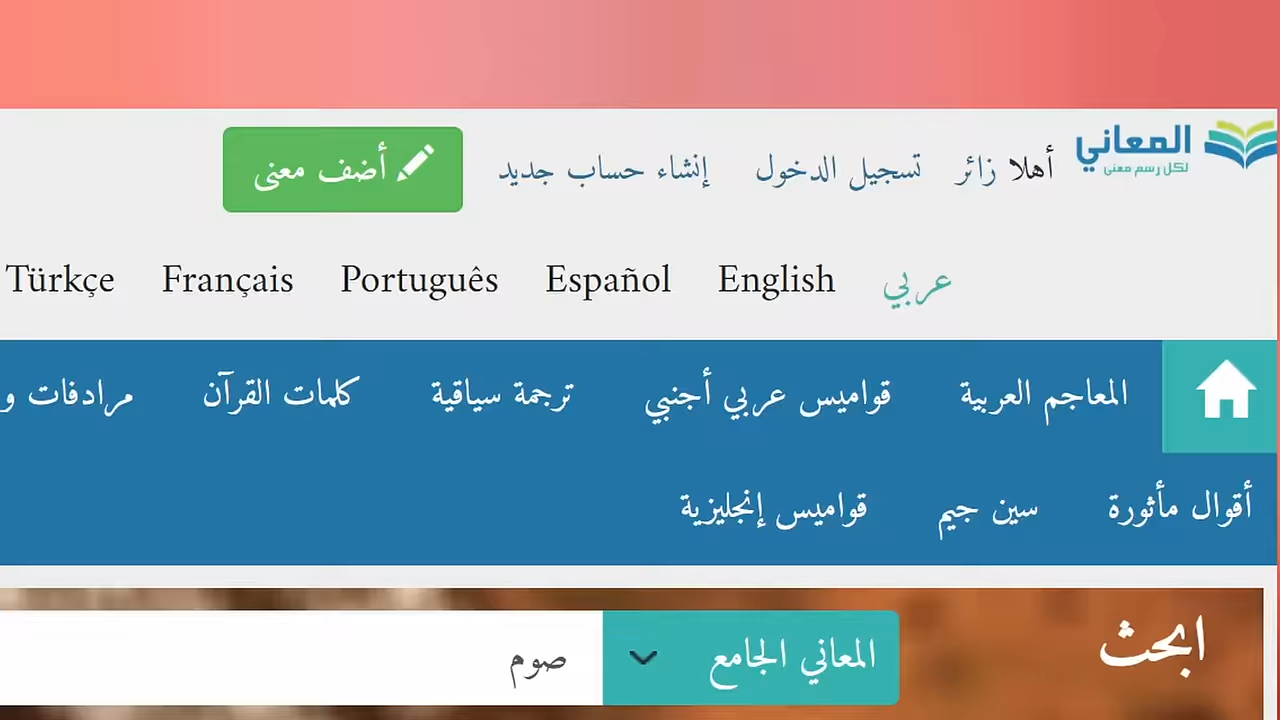 المعاني
لكل رسم معنى
أهلا زائر تسجيل الدخول إنشاء حساب جديد أضف معنى
عربي English Español Português Français Türkçe
المعاجم العربية قواميس عربي أجنبي ترجمة سياقية كلمات القرآن مرادفات و
أقوال مأثورة سين جيم قواميس إنجليزية
ابحث
المعاني الجامع صوم